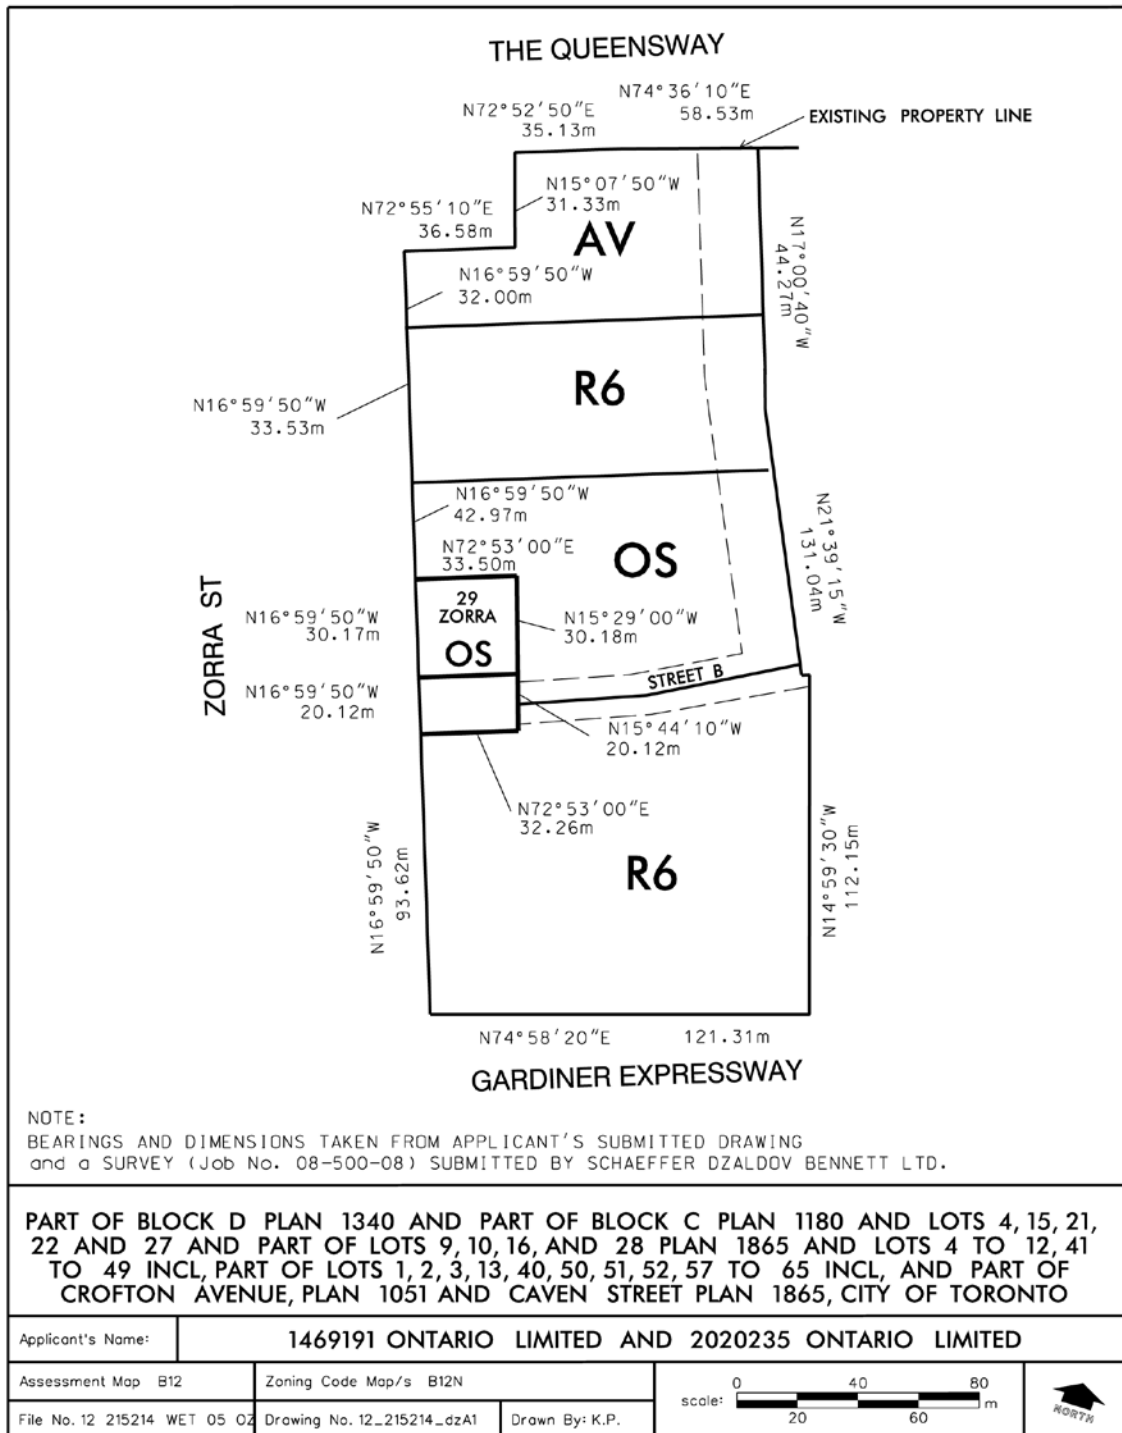 THE QUEENSWAY
N74°36'10"E
58.53m
N72°52'50"E
35.13m
EXISTING PROPERTY LINE
N15°07'50"W
31.33m
N72°55'10"E
36.58m
AV
N17°00'40"W
44.27m
N16°59'50"W
32.00m
R6
N16°59'50"W
33.53m
N16°59'50"W
42.97m
N72°53'00"E
33.50m
OS
N21°39'15"W
131.04m
ZORRA ST
29
ZORRA
OS
N16°59'50"W
30.17m
N15°29'00"W
30.18m
STREET B
N16°59'50"W
20.12m
N15°44'10"W
20.12m
N72°53'00"E
32.26m
N16°59'50"W
93.62m
R6
N14°59'30"W
112.15m
N74°58'20"E 121.31m
GARDINER EXPRESSWAY
NOTE:
BEARINGS AND DIMENSIONS TAKEN FROM APPLICANT'S SUBMITTED DRAWING
and a SURVEY (Job No. 08-500-08) SUBMITTED BY SCHAEFFER DZALDOV BENNETT LTD.
PART OF BLOCK D PLAN 1340 AND PART OF BLOCK C PLAN 1180 AND LOTS 4, 15, 21,
22 AND 27 AND PART OF LOTS 9, 10, 16, AND 28 PLAN 1865 AND LOTS 4 TO 12, 41
TO 49 INCL, PART OF LOTS 1, 2, 3, 13, 40, 50, 51, 52, 57 TO 65 INCL, AND PART OF
CROFTON AVENUE, PLAN 1051 AND CAVEN STREET PLAN 1865, CITY OF TORONTO
Applicant's Name: 1469191 ONTARIO LIMITED AND 2020235 ONTARIO LIMITED
Assessment Map B12 Zoning Code Map/s B12N
File No. 12 215214 WET 05 OZ Drawing No. 12_215214_dzA1 Drawn By: K.P.
scale: 0 40 80 m
20 60
NORTH